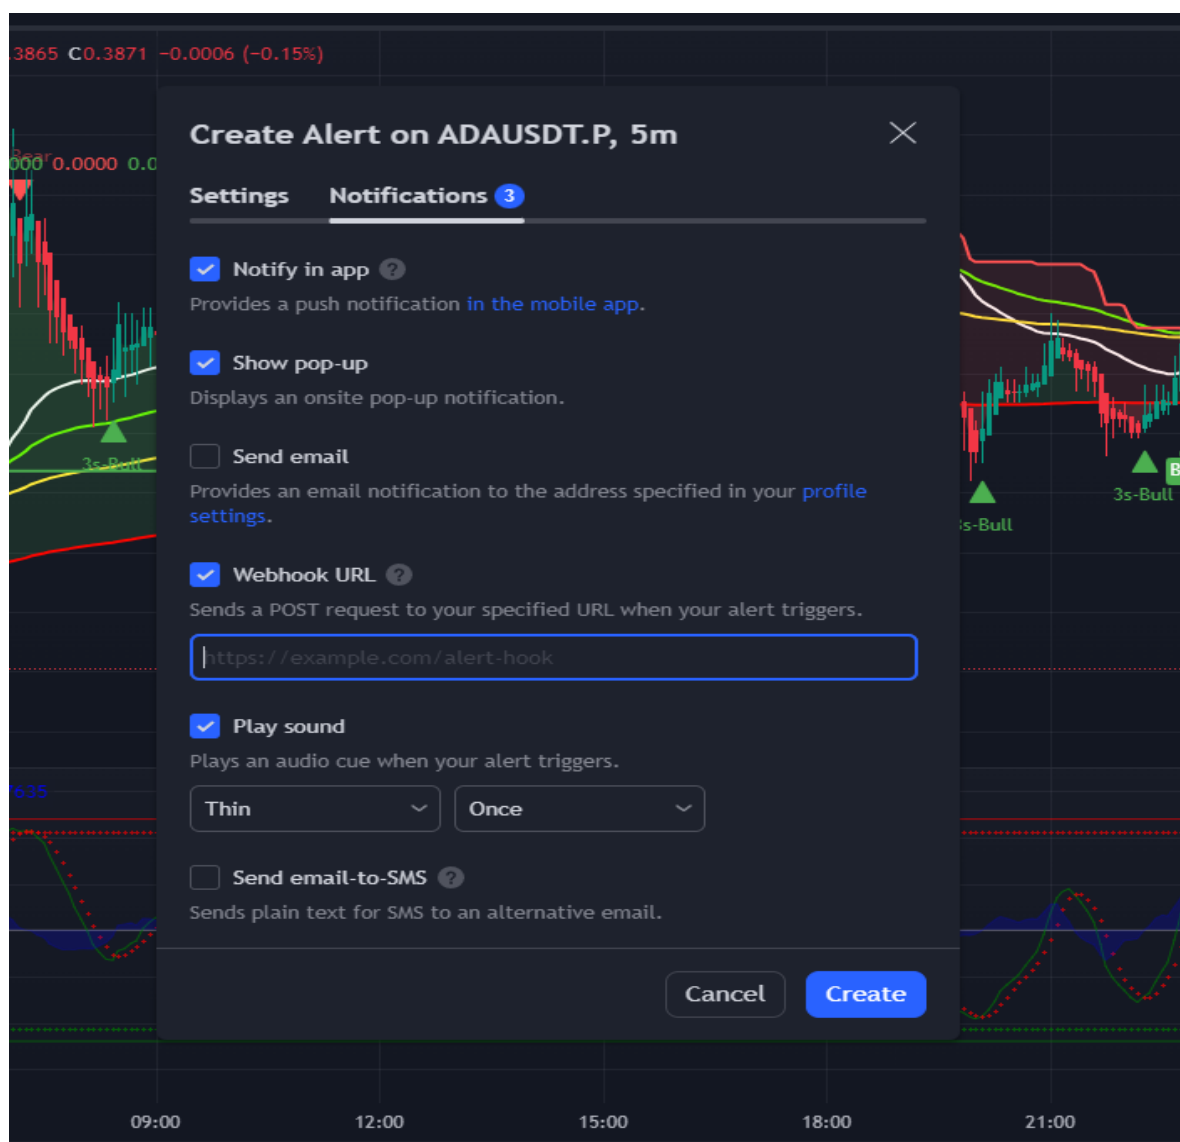 .3865 C0.3871 −0.0006 (−0.15%)
Create Alert on ADAUSDT.P, 5m
Bear
000 0.0000 0.0
Settings Notifications 3
Notify in app ?
Provides a push notification in the mobile app.
Show pop-up
Displays an onsite pop-up notification.
Send email
Provides an email notification to the address specified in your profile
settings.
3s-Bull
3s-Bull
B
s-Bull
Webhook URL ?
Sends a POST request to your specified URL when your alert triggers.
https://example.com/alert-hook
Play sound
Plays an audio cue when your alert triggers.
7635
Thin Once
Send email-to-SMS ?
Sends plain text for SMS to an alternative email.
Cancel Create
09:00 12:00 15:00 18:00 21:00